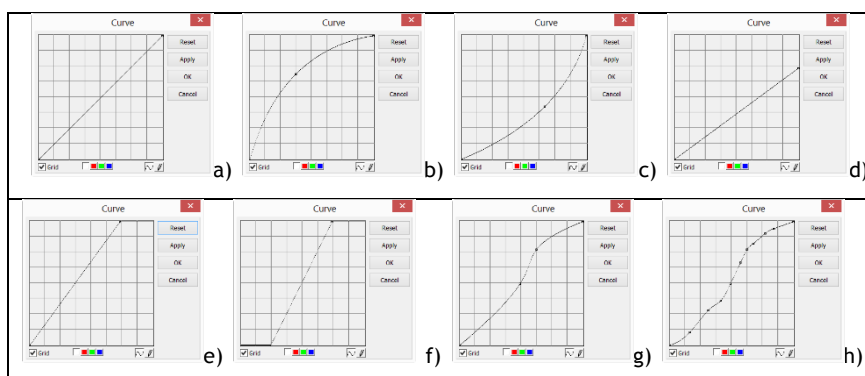 Curve
Reset
Apply
OK
Cancel
Grid
a)
Curve
Reset
Apply
OK
Cancel
Grid
b)
Curve
Reset
Apply
OK
Cancel
Grid
c)
Curve
Reset
Apply
OK
Cancel
Grid
d)
Curve
Reset
Apply
OK
Cancel
Grid
e)
Curve
Reset
Apply
OK
Cancel
Grid
f)
Curve
Reset
Apply
OK
Cancel
Grid
g)
Curve
Reset
Apply
OK
Cancel
Grid
h)